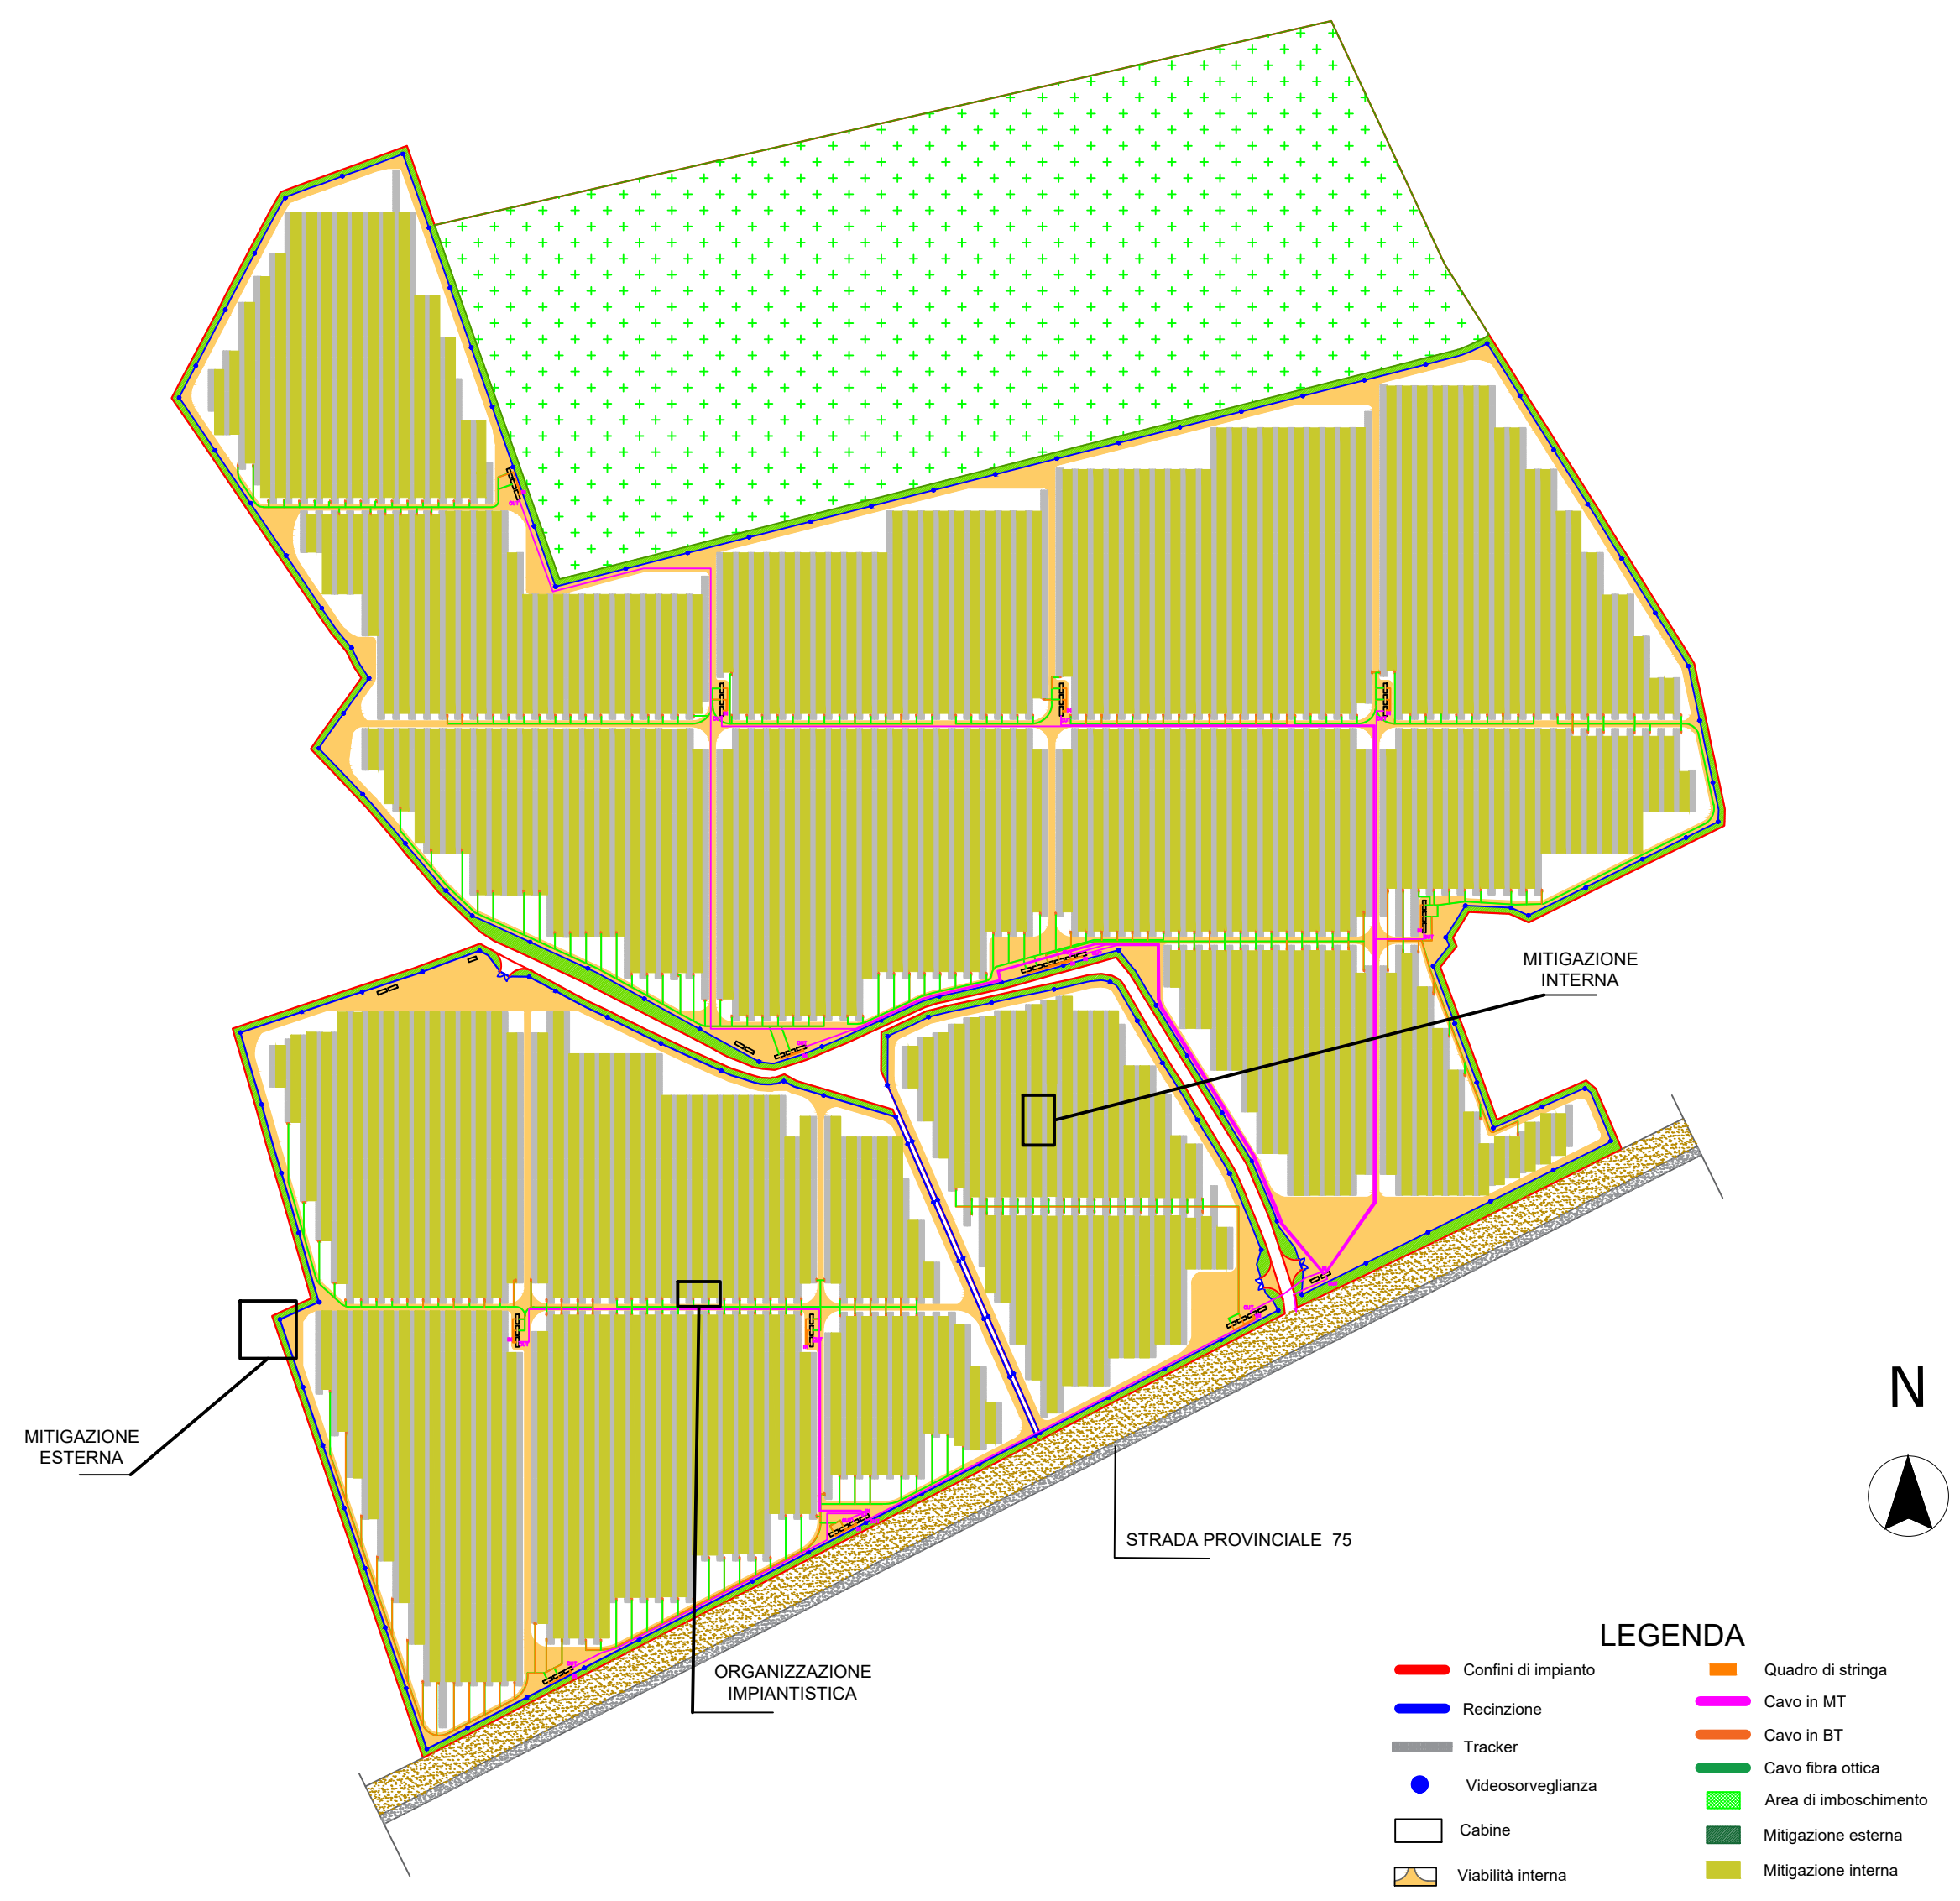 MITIGAZIONE
INTERNA
N
MITIGAZIONE
ESTERNA
STRADA PROVINCIALE 75
ORGANIZZAZIONE
IMPIANTISTICA
LEGENDA
Confini di impianto
Recinzione
Tracker
Videosorveglianza
Cabine
Viabilità interna
Quadro di stringa
Cavo in MT
Cavo in BT
Cavo fibra ottica
Area di imboschimento
Mitigazione esterna
Mitigazione interna